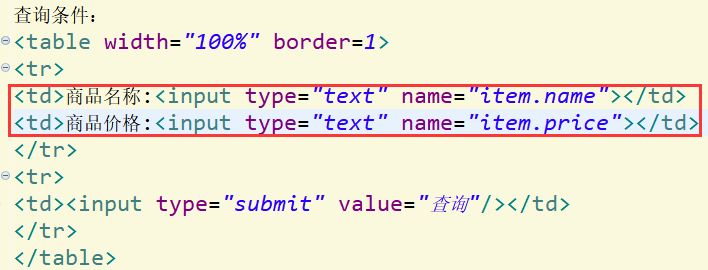 查询条件:
<table width="100%" border=1>
<tr>
<td>商品名称:<input type="text" name="item.name"></td>
<td>商品价格:<input type="text" name="item.price"></td>
</tr>
<tr>
<td><input type="submit" value="查询"/></td>
</tr>
</table>